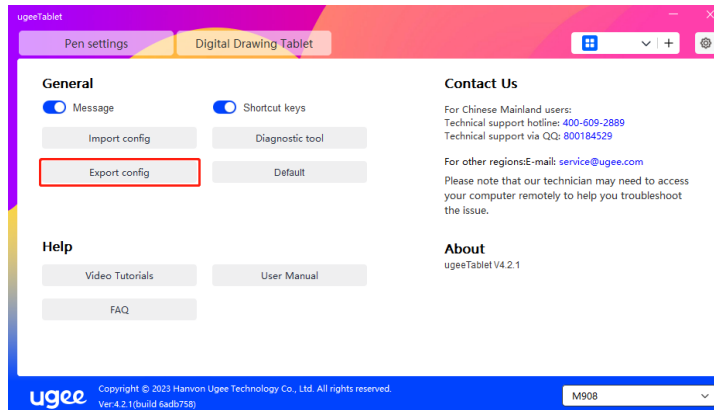 ugeeTablet
Pen settings
Digital Drawing Tablet
General
Message
Shortcut keys
Import config
Diagnostic tool
Export config
Default
Help
Video Tutorials
User Manual
FAQ
Contact Us
For Chinese Mainland users:
Technical support hotline: 400-609-2889
Technical support via QQ: 800184529
For other regions:E-mail: service@ugee.com
Please note that our technician may need to access
your computer remotely to help you troubleshoot
the issue.
About
ugeeTablet V4.2.1
ugee
Copyright © 2023 Hanvon Ugee Technology Co., Ltd. All rights reserved.
Ver:4.2.1(build 6adb758)
M908